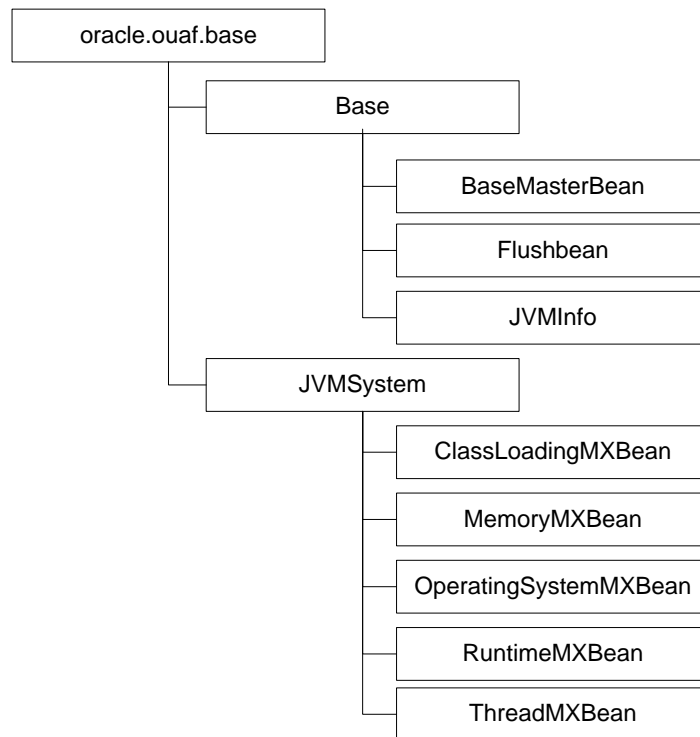 oracle.ouaf.base
Base
BaseMasterBean
Flushbean
JVMInfo
JVMSystem
ClassLoadingMXBean
MemoryMXBean
OperatingSystemMXBean
RuntimeMXBean
ThreadMXBean